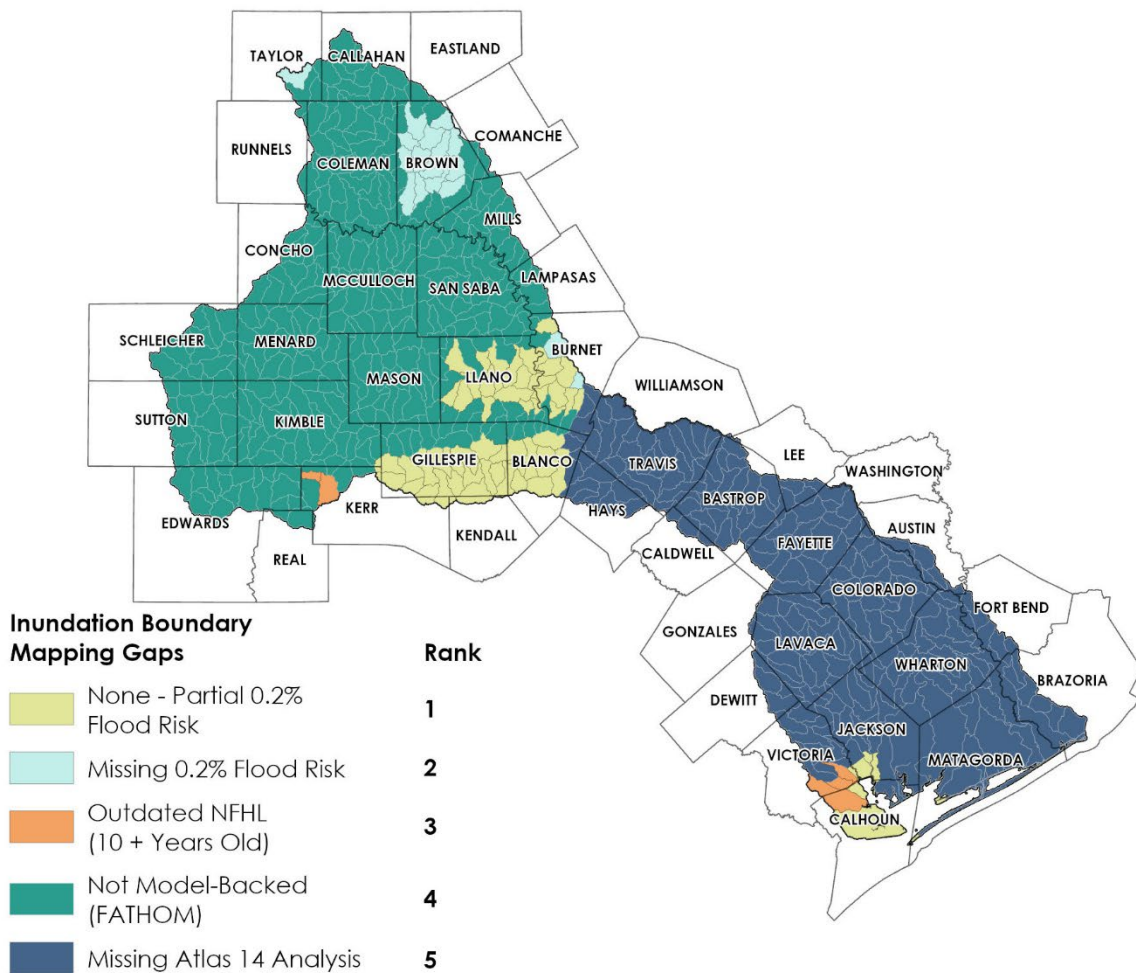 TAYLOR
CALLAHAN
EASTLAND
RUNNELS
COLEMAN
BROWN
COMANCHE
CONCHO
MILLS
MCCULLOCH
SAN SABA
LAMPASAS
SCHLEICHER
MENARD
MASON
LLANO
BURNET
WILLIAMSON
SUTTON
KIMBLE
GILLESPIE
BLANCO
TRAVIS
LEE
WASHINGTON
BASTROP
EDWARDS
KERR
HAYS
AUSTIN
REAL
KENDALL
CALDWELL
FAYETTE
COLORADO
FORT BEND
GONZALES
LAVACA
WHARTON
BRAZORIA
DEWITT
JACKSON
VICTORIA
MATAGORDA
CALHOUN
Inundation Boundary
Mapping Gaps Rank
None - Partial 0.2%
Flood Risk 1
Missing 0.2% Flood Risk 2
Outdated NFHL
(10 + Years Old) 3
Not Model-Backed
(FATHOM) 4
Missing Atlas 14 Analysis 5